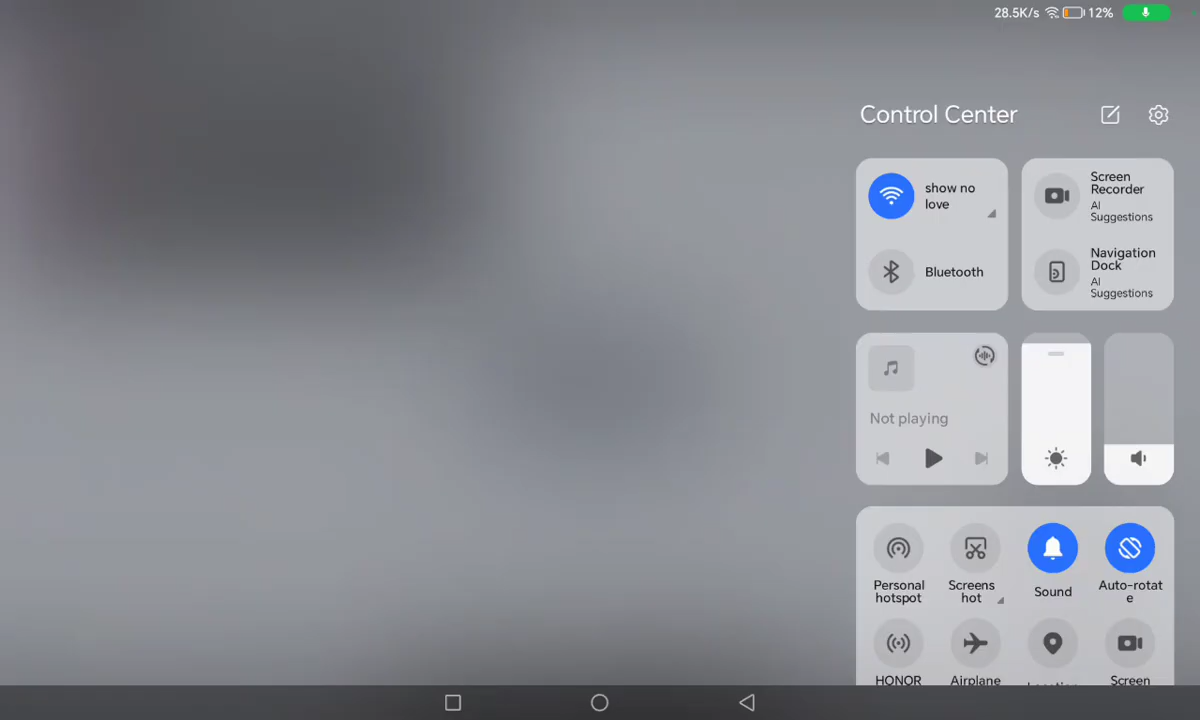 28.5K/s 12%
Control Center
show no
love
Bluetooth
Screen
Recorder
AI
Suggestions
Navigation
Dock
AI
Suggestions
Not playing
Personal
hotspot
Screens
hot
Sound
Auto-rotat
e
HONOR
Airplane
Location
Screen